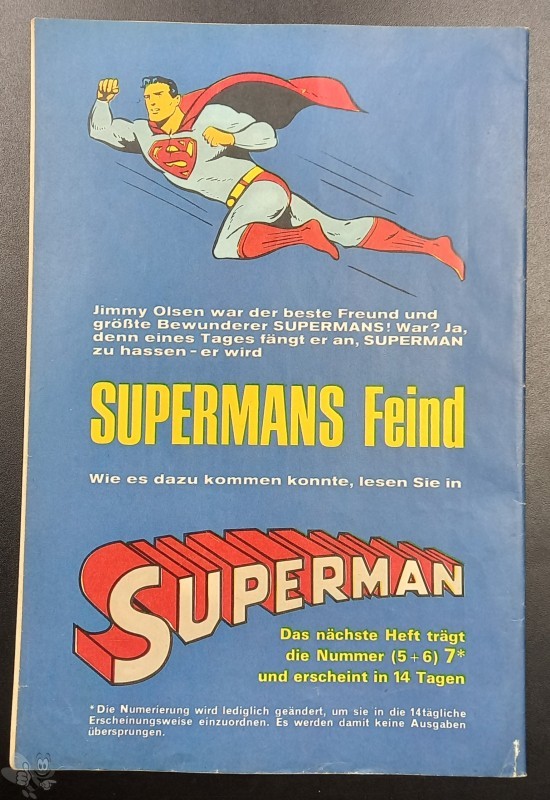 Jimmy Olsen war der beste Freund und
größte Bewunderer SUPERMANS! War? Ja,
denn eines Tages fängt er an, SUPERMAN
zu hassen - er wird
SUPERMANS Feind
Wie es dazu kommen konnte, lesen Sie in
SUPERMAN
Das nächste Heft trägt
die Nummer (5 + 6) 7*
und erscheint in 14 Tagen
*Die Numerierung wird lediglich geändert, um sie in die 14tägliche
Erscheinungsweise einzuordnen. Es werden damit keine Ausgaben
übersprungen.